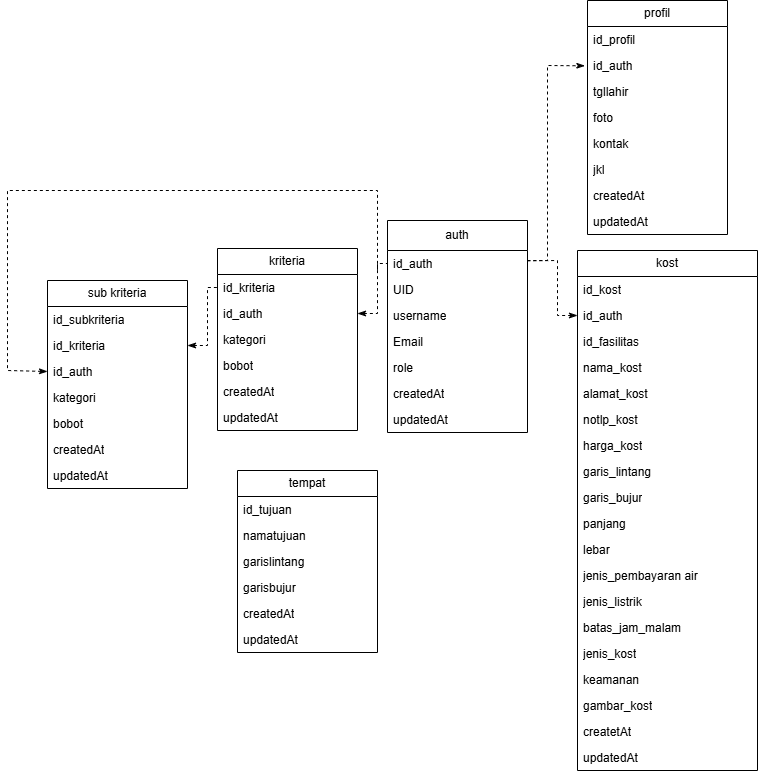 profil
id_profil
id_auth
tgllahir
foto
kontak
jkl
createdAt
updatedAt
auth
id_auth
UID
username
Email
role
createdAt
updatedAt
kriteria
id_kriteria
id_auth
kategori
bobot
createdAt
updatedAt
sub kriteria
id_subkriteria
id_kriteria
id_auth
kategori
bobot
createdAt
updatedAt
kost
id_kost
id_auth
id_fasilitas
nama_kost
alamat_kost
notlp_kost
harga_kost
garis_lintang
garis_bujur
panjang
lebar
jenis_pembayaran air
jenis_listrik
batas_jam_malam
jenis_kost
keamanan
gambar_kost
createtAt
updatedAt
tempat
id_tujuan
namatujuan
garislintang
garisbujur
createdAt
updatedAt